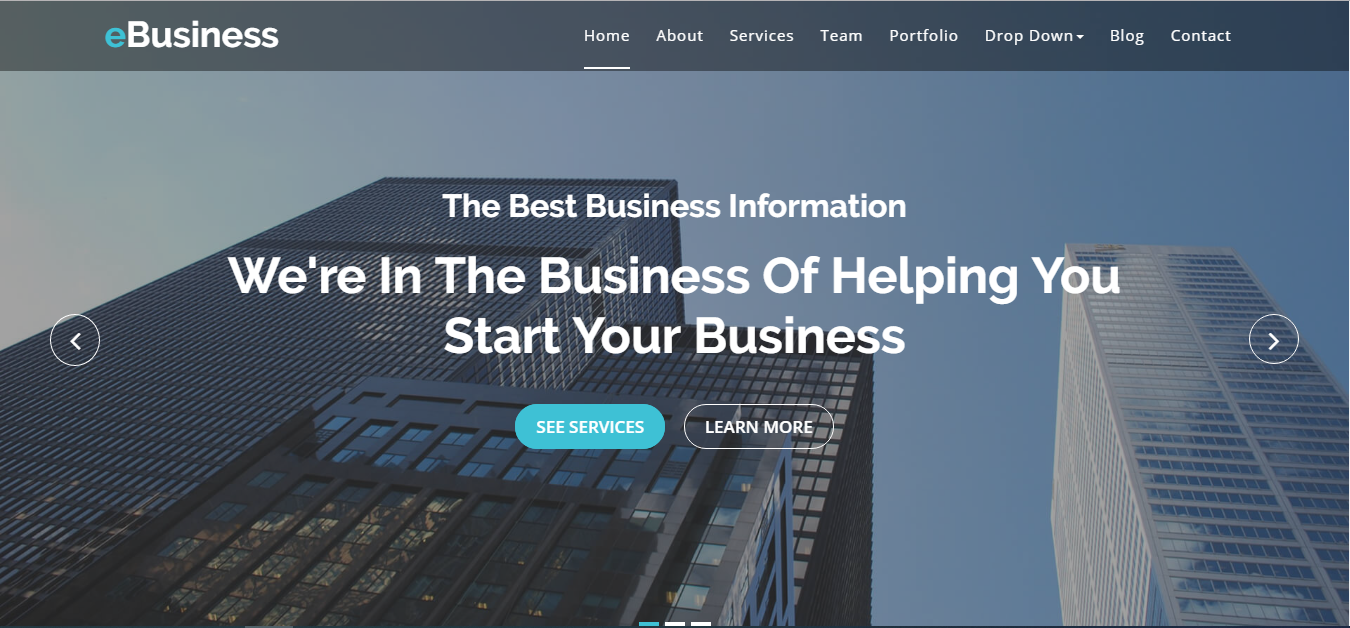 eBusiness
Home About Services Team Portfolio Drop Down Blog Contact
The Best Business Information
We're In The Business Of Helping You
Start Your Business
SEE SERVICES LEARN MORE